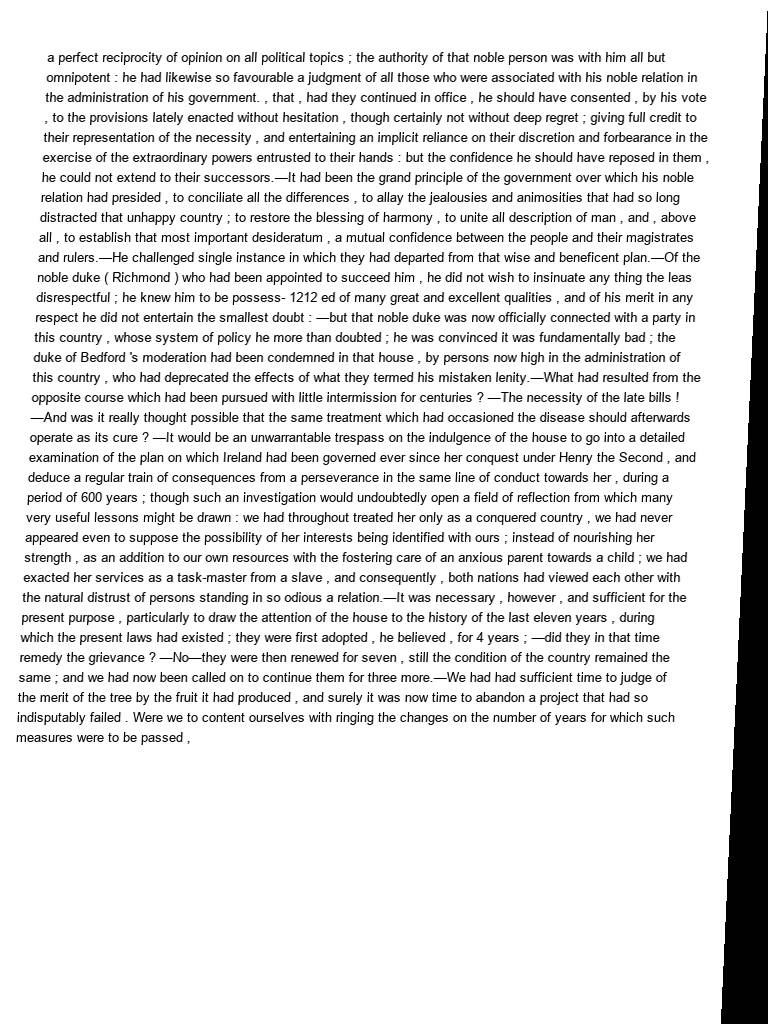 a perfect reciprocity of opinion on all political topics ; the authority of that noble person was with him all but
omnipotent : he had likewise so favourable a judgment of all those who were associated with his noble relation in
the administration of his government. , that , had they continued in office , he should have consented , by his vote
, to the provisions lately enacted without hesitation , though certainly not without deep regret ; giving full credit to
their representation of the necessity , and entertaining an implicit reliance on their discretion and forbearance in the
exercise of the extraordinary powers entrusted to their hands : but the confidence he should have reposed in them ,
he could not extend to their successors.—It had been the grand principle of the government over which his noble
relation had presided , to conciliate all the differences , to allay the jealousies and animosities that had so long
distracted that unhappy country ; to restore the blessing of harmony , to unite all description of man , and , above
all , to establish that most important desideratum , a mutual confidence between the people and their magistrates
and rulers.—He challenged single instance in which they had departed from that wise and beneficent plan.—Of the
noble duke ( Richmond ) who had been appointed to succeed him , he did not wish to insinuate any thing the leas
disrespectful ; he knew him to be possess- 1212 ed of many great and excellent qualities , and of his merit in any
respect he did not entertain the smallest doubt : —but that noble duke was now officially connected with a party in
this country , whose system of policy he more than doubted ; he was convinced it was fundamentally bad ; the
duke of Bedford 's moderation had been condemned in that house , by persons now high in the administration of
this country , who had deprecated the effects of what they termed his mistaken lenity.—What had resulted from the
opposite course which had been pursued with little intermission for centuries ? —The necessity of the late bills !
—And was it really thought possible that the same treatment which had occasioned the disease should afterwards
operate as its cure ? —It would be an unwarrantable trespass on the indulgence of the house to go into a detailed
examination of the plan on which Ireland had been governed ever since her conquest under Henry the Second , and
deduce a regular train of consequences from a perseverance in the same line of conduct towards her , during a
period of 600 years ; though such an investigation would undoubtedly open a field of reflection from which many
very useful lessons might be drawn : we had throughout treated her only as a conquered country , we had never
appeared even to suppose the possibility of her interests being identified with ours ; instead of nourishing her
strength , as an addition to our own resources with the fostering care of an anxious parent towards a child ; we had
exacted her services as a task-master from a slave , and consequently , both nations had viewed each other with
the natural distrust of persons standing in so odious a relation.—It was necessary , however , and sufficient for the
present purpose , particularly to draw the attention of the house to the history of the last eleven years , during
which the present laws had existed ; they were first adopted , he believed , for 4 years ; —did they in that time
remedy the grievance ? —No—they were then renewed for seven , still the condition of the country remained the
same ; and we had now been called on to continue them for three more.—We had had sufficient time to judge of
the merit of the tree by the fruit it had produced , and surely it was now time to abandon a project that had so
indisputably failed . Were we to content ourselves with ringing the changes on the number of years for which such
measures were to be passed ,